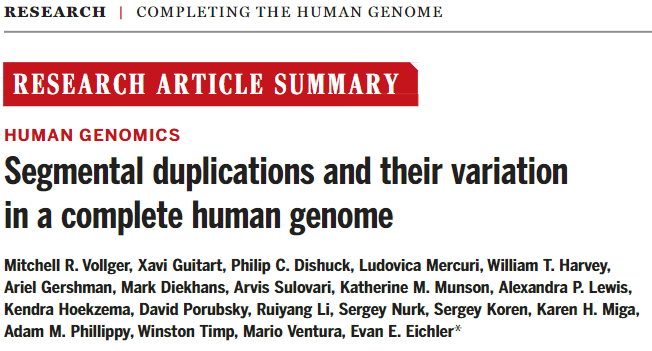 RESEARCH | COMPLETING THE HUMAN GENOME
RESEARCH ARTICLE SUMMARY
HUMAN GENOMICS
Segmental duplications and their variation
in a complete human genome
Mitchell R. Vollger, Xavi Guitart, Philip C. Dishuck, Ludovica Mercuri, William T. Harvey,
Ariel Gershman, Mark Diekhans, Arvis Sulovari, Katherine M. Munson, Alexandra P. Lewis,
Kendra Hoekzema, David Porubsky, Ruiyang Li, Sergey Nurk, Sergey Koren, Karen H. Miga,
Adam M. Phillippy, Winston Timp, Mario Ventura, Evan E. Eichler*